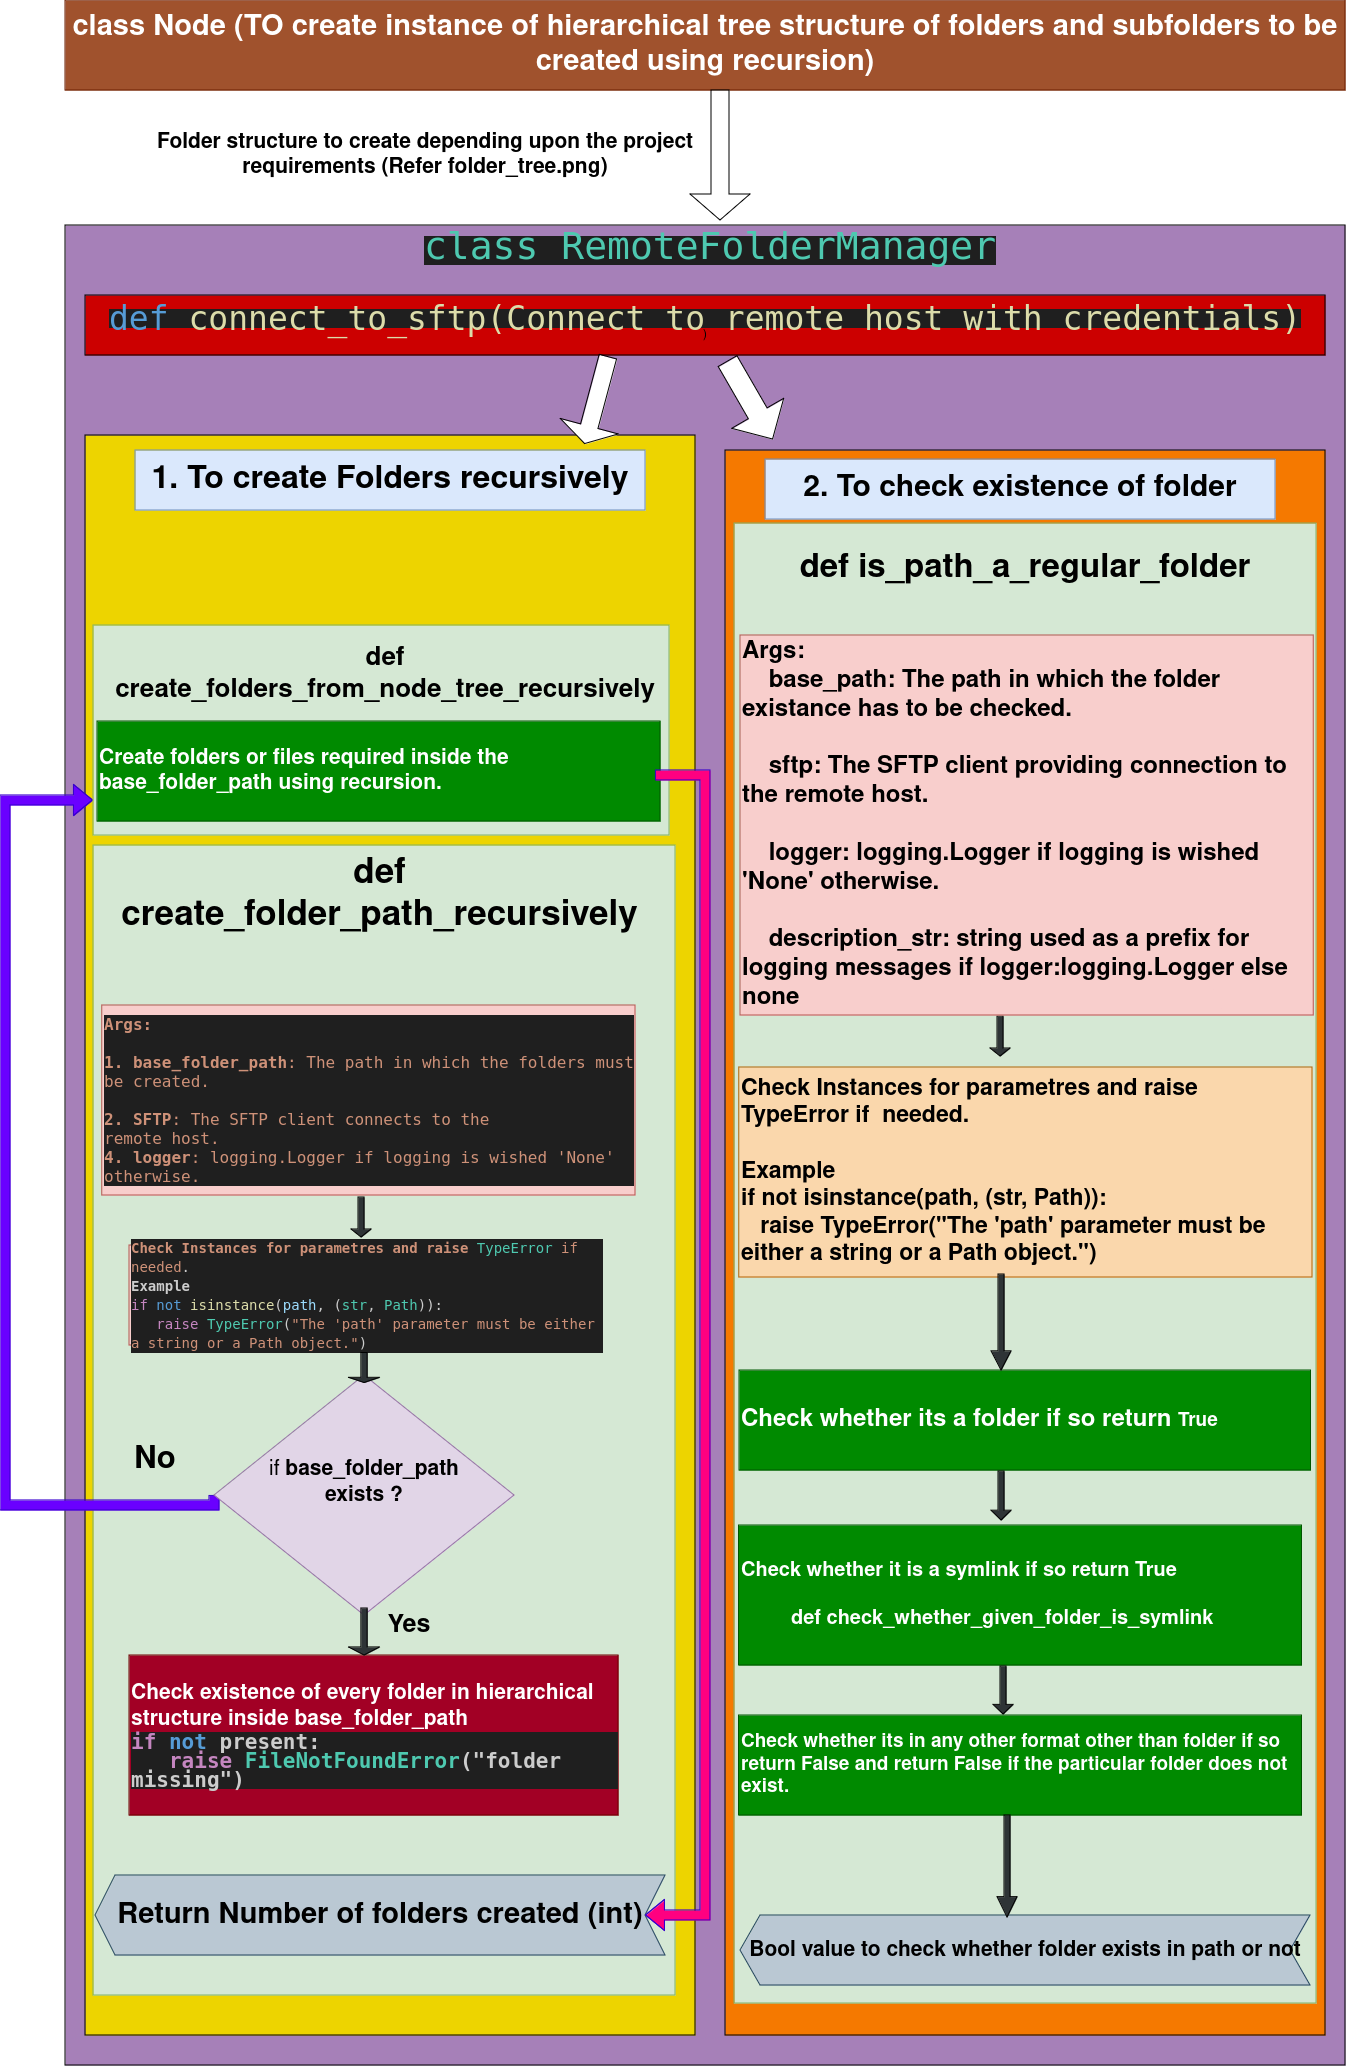 class Node (TO create instance of hierarchical tree structure of folders and subfolders to be
created using recursion)
Folder structure to create depending upon the project
requirements (Refer folder_tree.png)
class RemoteFolderManager
def connect_to_sftp(Connect to remote host with credentials)
)
1. To create Folders recursively
def
create_folders_from_node_tree_recursively
Create folders or files required inside the
base_folder_path using recursion.
def
create_folder_path_recursively
Args:
1. base_folder_path: The path in which the folders must
be created.
2. SFTP: The SFTP client connects to the
remote host.
4. logger: logging.Logger if logging is wished 'None'
otherwise.
Check Instances for parametres and raise TypeError if
needed.
Example
if not isinstance(path, (str, Path)):
raise TypeError("The 'path' parameter must be either
a string or a Path object.")
No
if base_folder_path
exists ?
Yes
Check existence of every folder in hierarchical
structure inside base_folder_path
if not present:
raise FileNotFoundError("folder
missing")
Return Number of folders created (int)
2. To check existence of folder
def is_path_a_regular_folder
Args:
base_path: The path in which the folder
existance has to be checked.
sftp: The SFTP client providing connection to
the remote host.
logger: logging.Logger if logging is wished
'None' otherwise.
description_str: string used as a prefix for
logging messages if logger:logging.Logger else
none
Check Instances for parametres and raise
TypeError if  needed.
Example
if not isinstance(path, (str, Path)):
raise TypeError("The 'path' parameter must be
either a string or a Path object.")
Check whether its a folder if so return True
Check whether it is a symlink if so return True
def check_whether_given_folder_is_symlink
Check whether its in any other format other than folder if so
return False and return False if the particular folder does not
exist.
Bool value to check whether folder exists in path or not